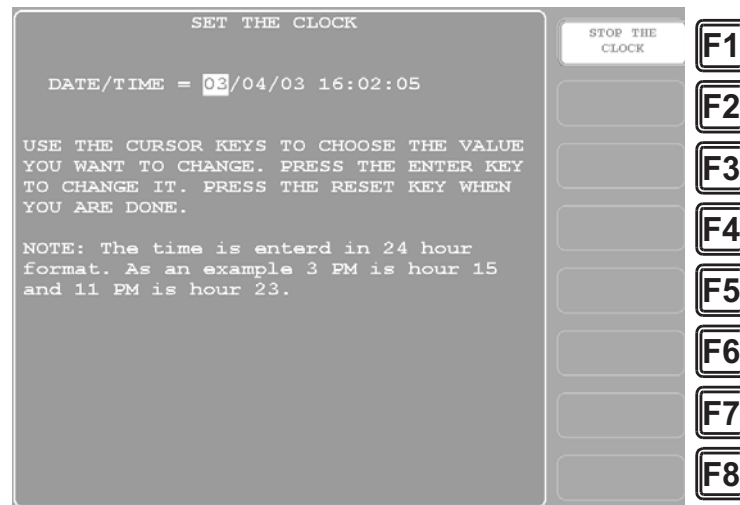 SET THE CLOCK
DATE/TIME = 03/04/03 16:02:05
USE THE CURSOR KEYS TO CHOOSE THE VALUE
YOU WANT TO CHANGE. PRESS THE ENTER KEY
TO CHANGE IT. PRESS THE RESET KEY WHEN
YOU ARE DONE.
NOTE: The time is enterd in 24 hour
format. As an example 3 PM is hour 15
and 11 PM is hour 23.
STOP THE
CLOCK
F1
F2
F3
F4
F5
F6
F7
F8